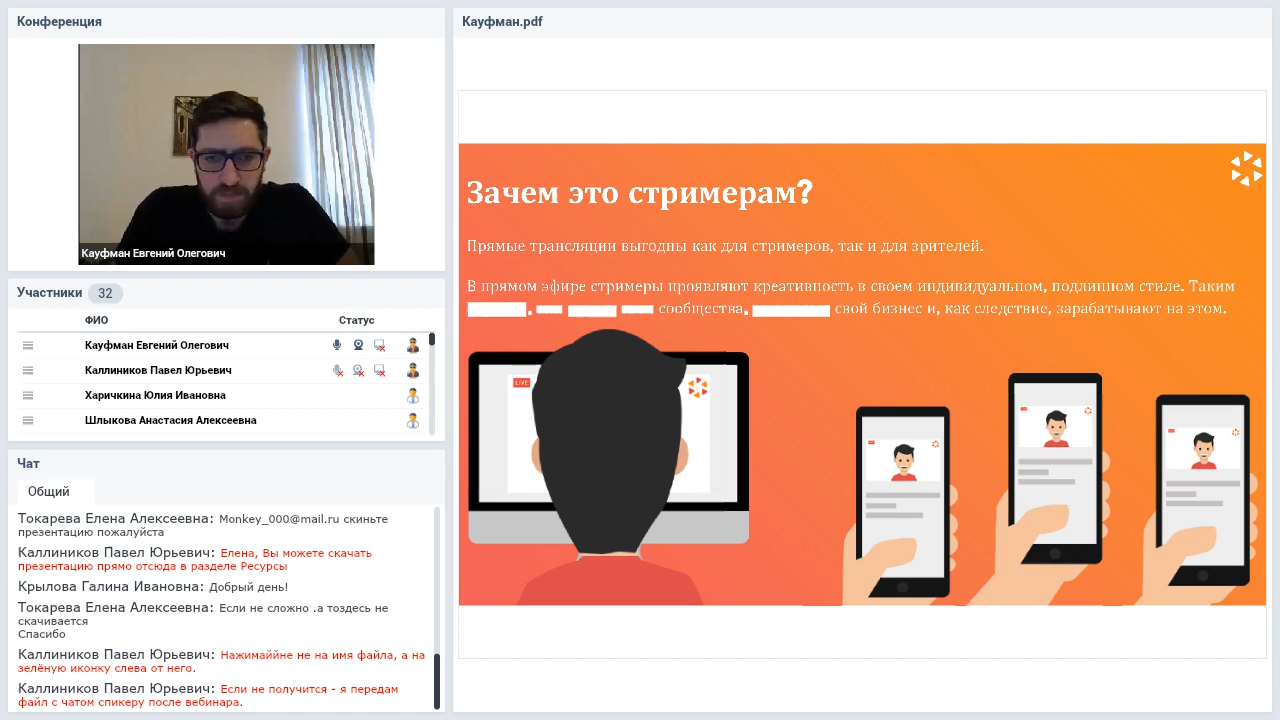 Конференция
Кауфман Евгений Олегович
Участники 32
ФИО Статус
Кауфман Евгений Олегович
Каллиников Павел Юрьевич
Харичкина Юлия Ивановна
Шлыкова Анастасия Алексеевна
Чат
Общий
Токарева Елена Алексеевна: Monkey_000@mail.ru скиньте
презентацию пожалуйста
Каллиников Павел Юрьевич: Елена, Вы можете скачать
презентацию прямо отсюда в разделе Ресурсы
Крылова Галина Ивановна: Добрый день!
Токарева Елена Алексеевна: Если не сложно .а тоздесь не
скачивается
Спасибо
Каллиников Павел Юрьевич: Нажимаййне не на имя файла, а на
зелёную иконку слева от него.
Каллиников Павел Юрьевич: Если не получится - я передам
файл с чатом спикеру после вебинара.
Кауфман.pdf
Зачем это стримерам?
Прямые трансляции выгодны как для стримеров, так и для зрителей.
В прямом эфире стримеры проявляют креативность в своем индивидуальном, подлинном стиле. Таким
сообщества, свой бизнес и, как следствие, зарабатывают на этом.
LIVE